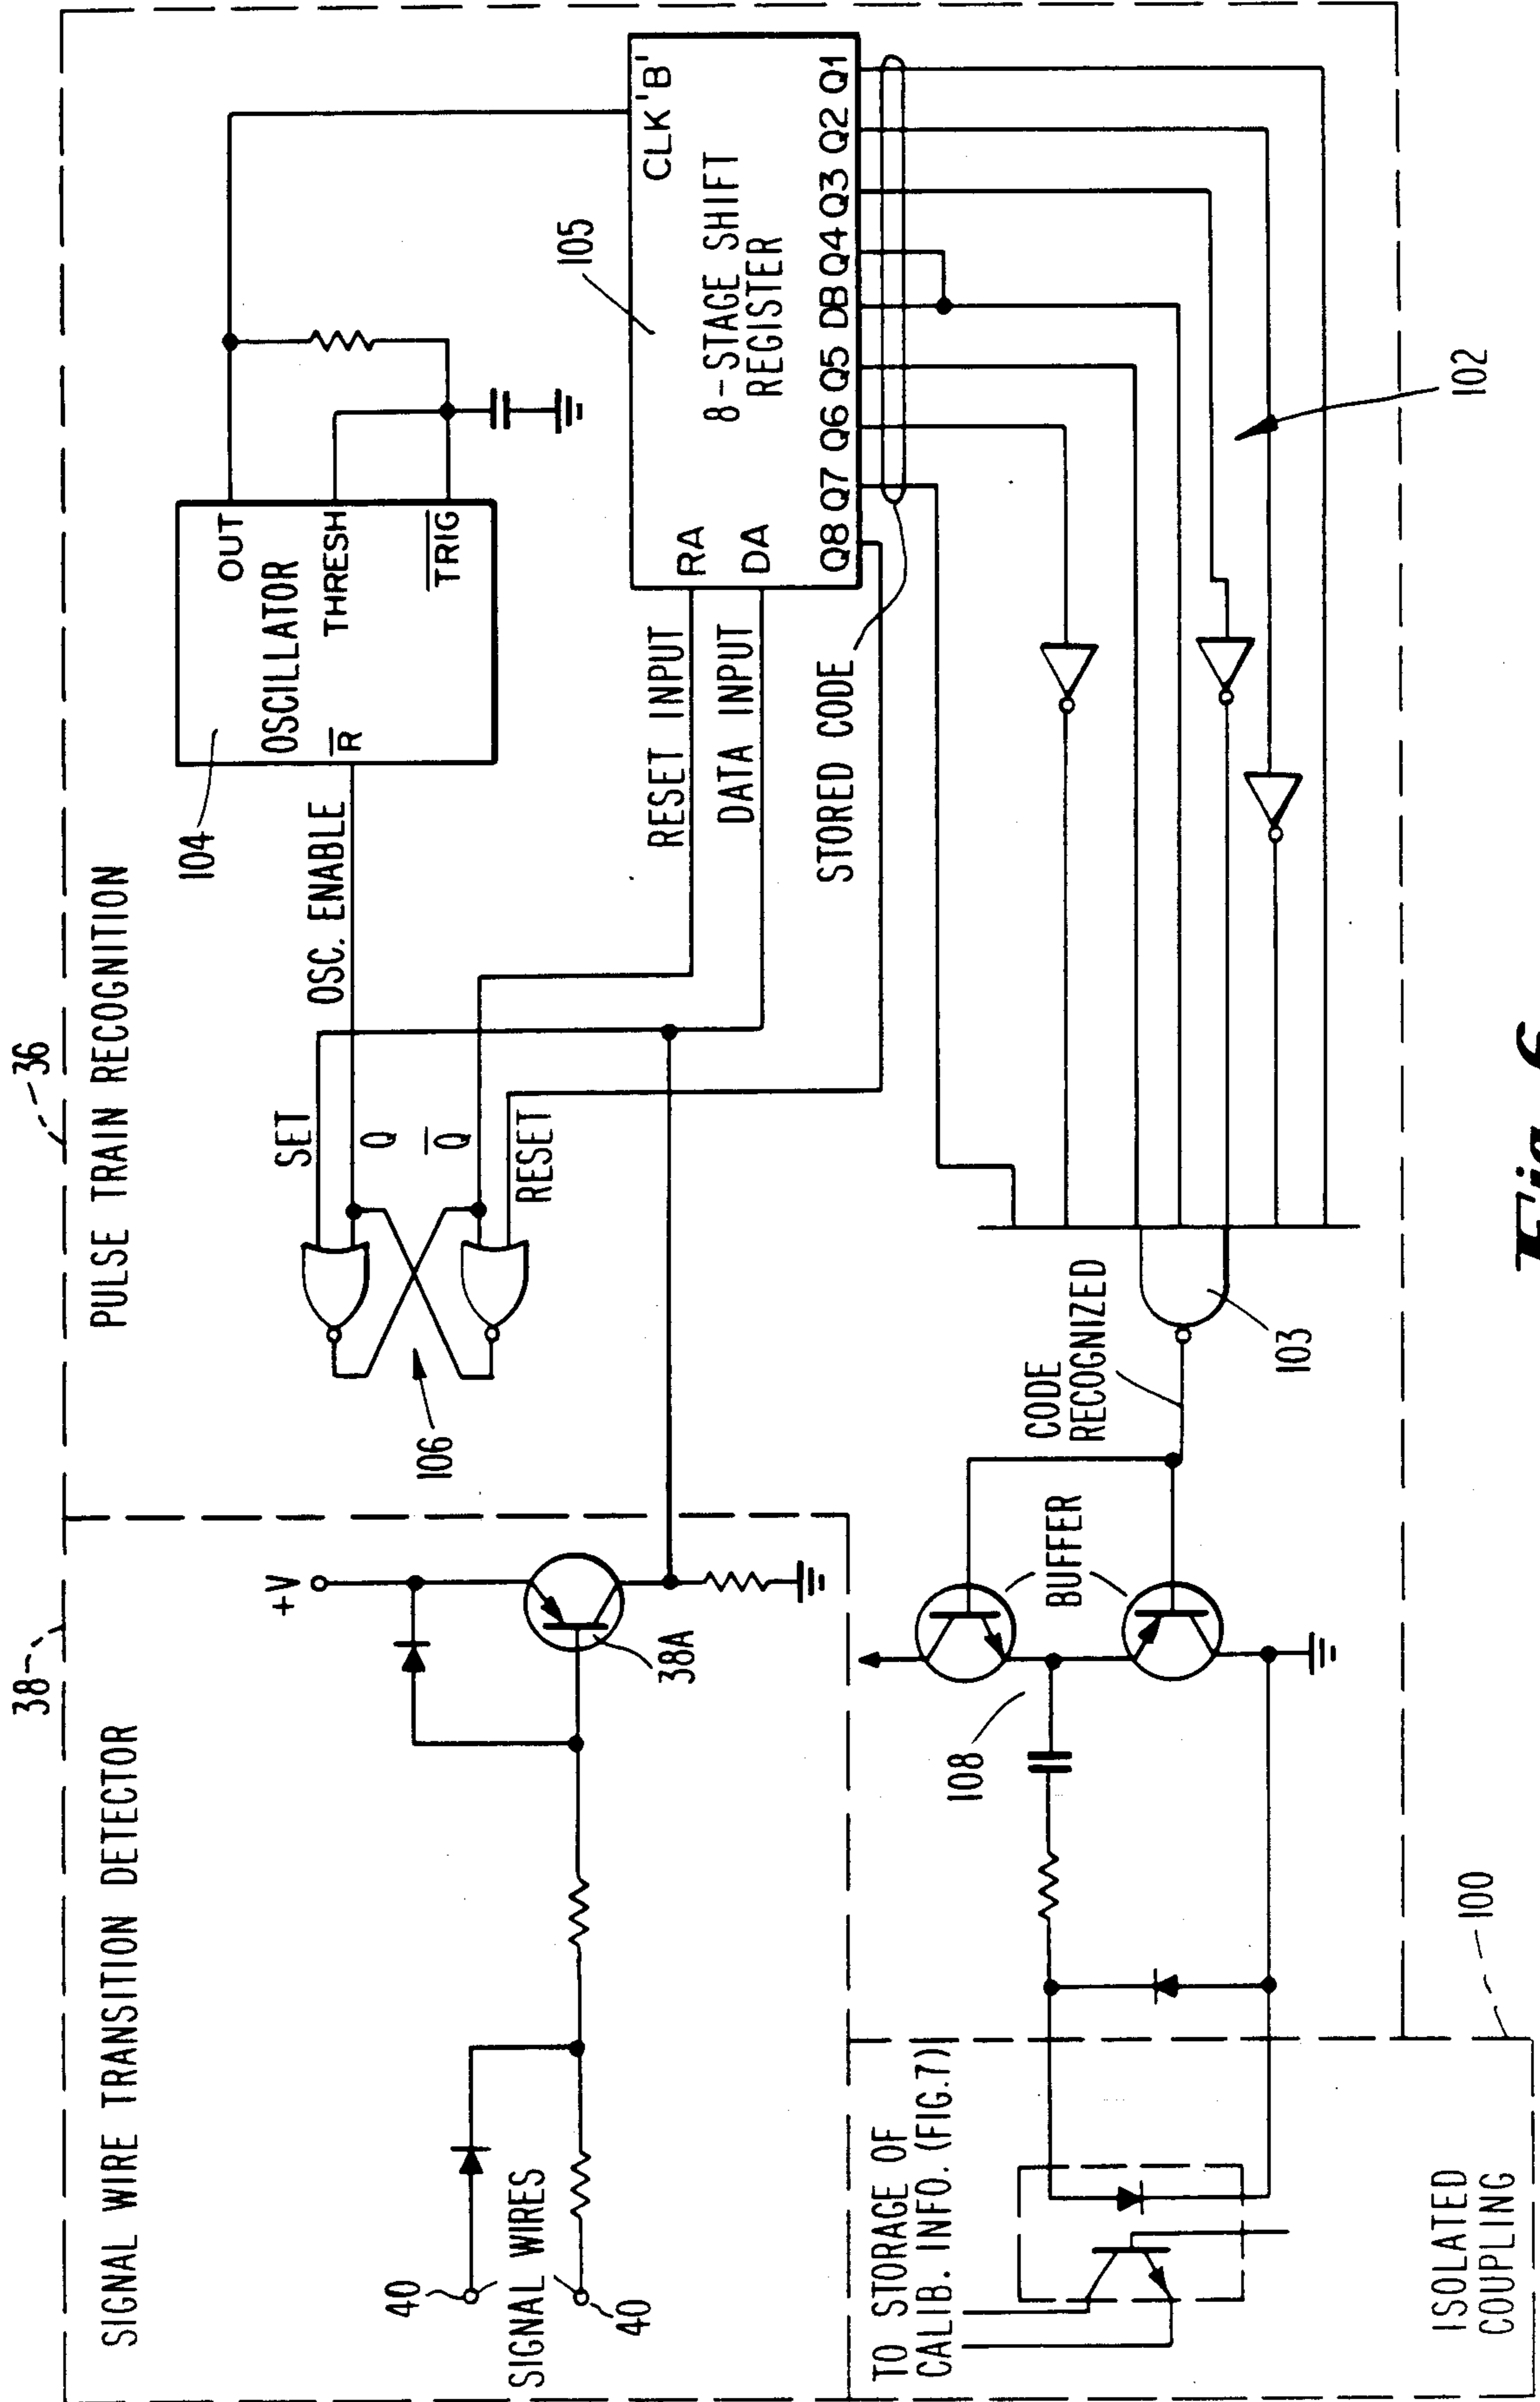 36
PULSE TRAIN RECOGNITION
38
SIGNAL WIRE TRANSITION DETECTOR
104
OSCILLATOR
OUT
THRESH
TRIG
R
OSC. ENABLE
SET
Q
Q
RESET
106
105
CLK 'B'
8-STAGE SHIFT
REGISTER
RA
DA
RESET INPUT
DATA INPUT
Q8 Q7 Q6 Q5 DB Q4 Q3 Q2 Q1
STORED CODE
102
103
CODE
RECOGNIZED
+V
38A
40
SIGNAL WIRES
40
BUFFER
108
TO STORAGE OF
CALIB. INFO. (FIG.7)
ISOLATED
COUPLING
100
Fig. 6